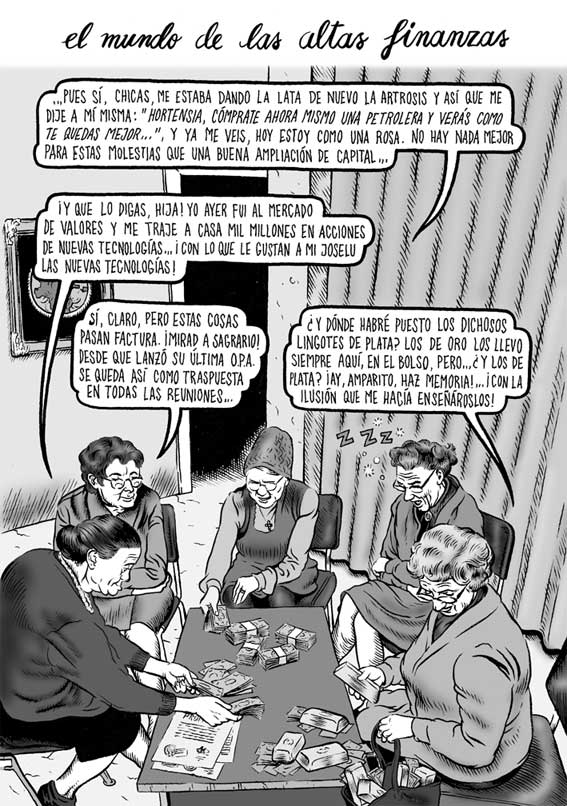 el mundo de las altas finanzas
...PUES SÍ, CHICAS, ME ESTABA DANDO LA LATA DE NUEVO LA ARTROSIS Y ASÍ QUE ME
DIJE A MÍ MISMA: "HORTENSIA, CÓMPRATE AHORA MISMO UNA PETROLERA Y VERÁS COMO
TE QUEDAS MEJOR...", Y YA ME VEIS, HOY ESTOY COMO UNA ROSA. NO HAY NADA MEJOR
PARA ESTAS MOLESTIAS QUE UNA BUENA AMPLIACIÓN DE CAPITAL...
¡Y QUE LO DIGAS, HIJA! YO AYER FUI AL MERCADO
DE VALORES Y ME TRAJE A CASA MIL MILLONES EN ACCIONES
DE NUEVAS TECNOLOGÍAS... ¡CON LO QUE LE GUSTAN A MI JOSELU
LAS NUEVAS TECNOLOGÍAS!
SÍ, CLARO, PERO ESTAS COSAS
PASAN FACTURA. ¡MIRAD A SAGRARIO!
DESDE QUE LANZÓ SU ÚLTIMA O.P.A.
SE QUEDA ASÍ COMO TRASPUESTA
EN TODAS LAS REUNIONES...
¿Y DÓNDE HABRÉ PUESTO LOS DICHOSOS
LINGOTES DE PLATA? LOS DE ORO LOS LLEVO
SIEMPRE AQUÍ, EN EL BOLSO, PERO... ¿Y LOS DE
PLATA? ¡AY, AMPARITO, HAZ MEMORIA!... ¡CON LA
ILUSIÓN QUE ME HACÍA ENSEÑÁROSLOS!
Z Z Z